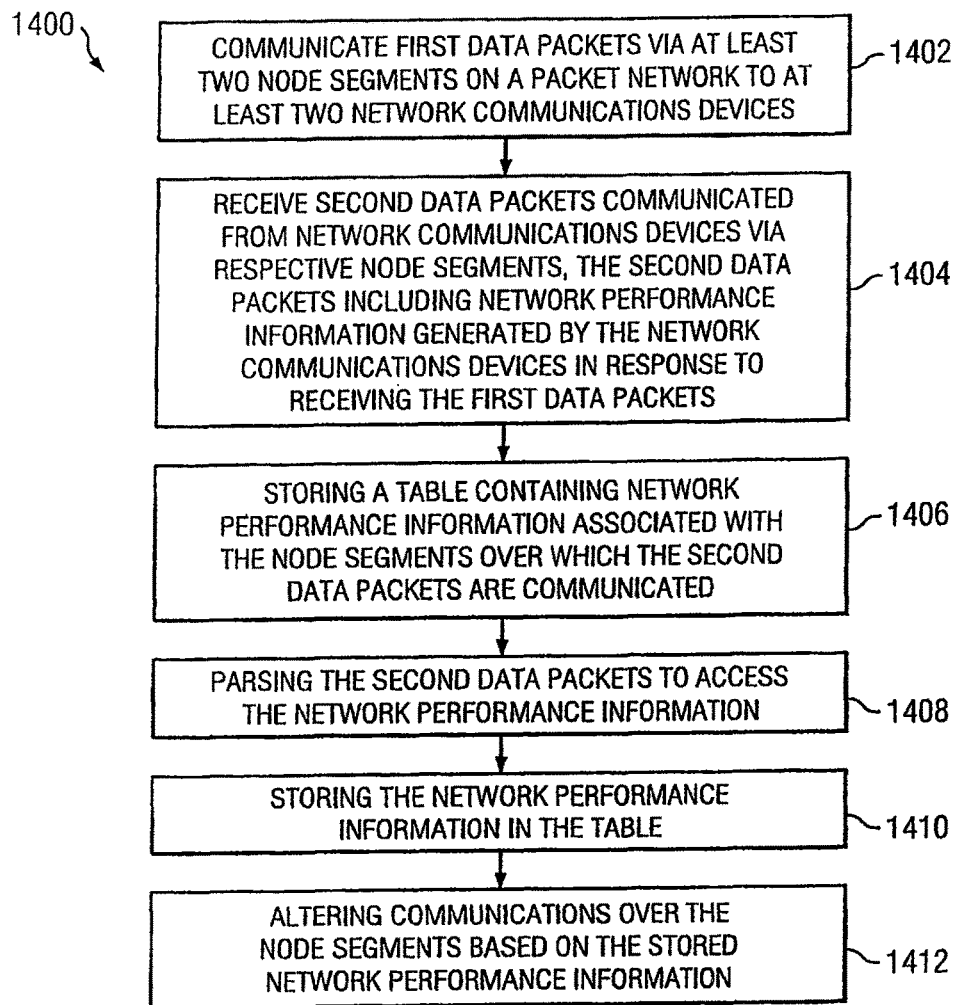 1400
COMMUNICATE FIRST DATA PACKETS VIA AT LEAST
TWO NODE SEGMENTS ON A PACKET NETWORK TO AT
LEAST TWO NETWORK COMMUNICATIONS DEVICES
1402
RECEIVE SECOND DATA PACKETS COMMUNICATED
FROM NETWORK COMMUNICATIONS DEVICES VIA
RESPECTIVE NODE SEGMENTS, THE SECOND DATA
PACKETS INCLUDING NETWORK PERFORMANCE
INFORMATION GENERATED BY THE NETWORK
COMMUNICATIONS DEVICES IN RESPONSE TO
RECEIVING THE FIRST DATA PACKETS
1404
STORING A TABLE CONTAINING NETWORK
PERFORMANCE INFORMATION ASSOCIATED WITH
THE NODE SEGMENTS OVER WHICH THE SECOND
DATA PACKETS ARE COMMUNICATED
1406
PARSING THE SECOND DATA PACKETS TO ACCESS
THE NETWORK PERFORMANCE INFORMATION
1408
STORING THE NETWORK PERFORMANCE
INFORMATION IN THE TABLE
1410
ALTERING COMMUNICATIONS OVER THE
NODE SEGMENTS BASED ON THE STORED
NETWORK PERFORMANCE INFORMATION
1412